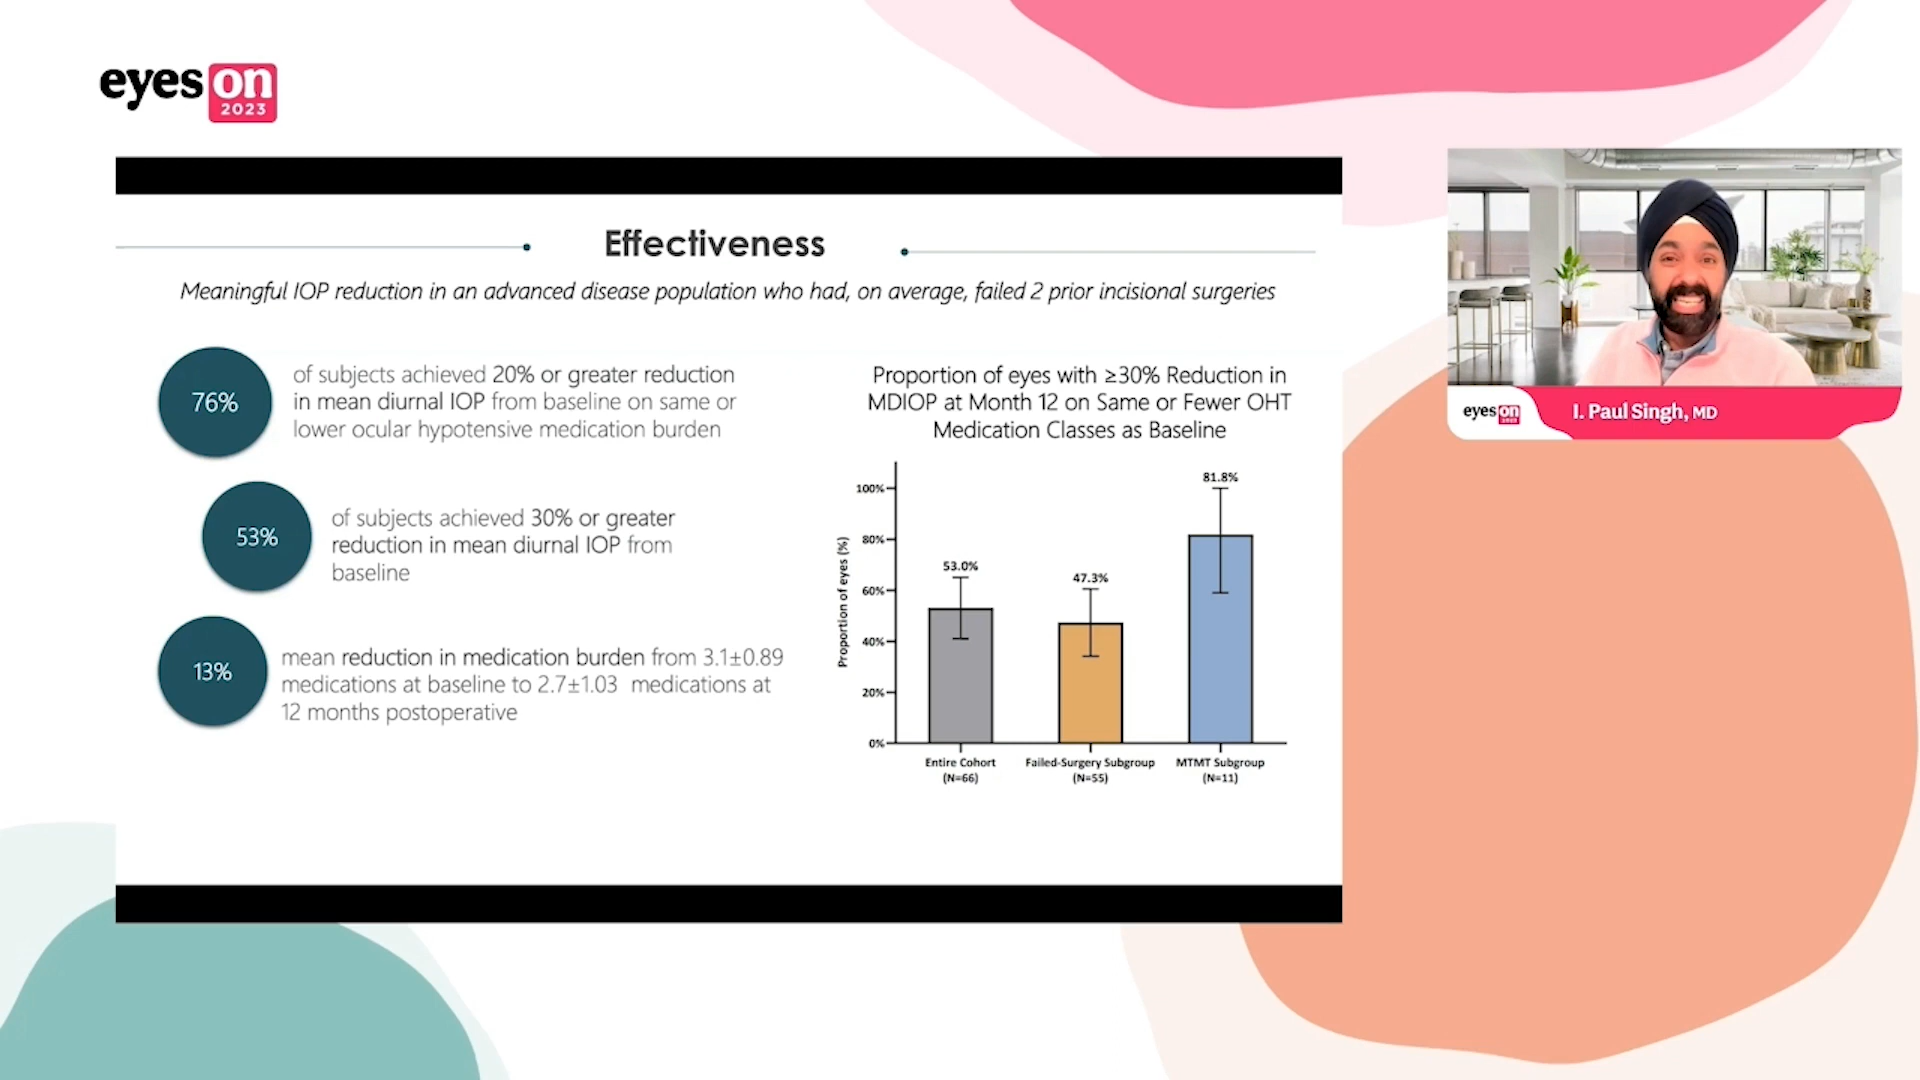 eyes on
2023
Effectiveness
Meaningful IOP reduction in an advanced disease population who had, on average, failed 2 prior incisional surgeries
76%
of subjects achieved 20% or greater reduction
in mean diurnal IOP from baseline on same or
lower ocular hypotensive medication burden
53%
of subjects achieved 30% or greater
reduction in mean diurnal IOP from
baseline
13%
mean reduction in medication burden from 3.1±0.89
medications at baseline to 2.7±1.03 medications at
12 months postoperative
Proportion of eyes with ≥30% Reduction in
MDIOP at Month 12 on Same or Fewer OHT
Medication Classes as Baseline
Proportion of eyes (%)
100%
80%
60%
40%
20%
0%
53.0%
47.3%
81.8%
Entire Cohort
(N=66)
Failed-Surgery Subgroup
(N=55)
MTMT Subgroup
(N=11)
eyes on
I. Paul Singh, MD